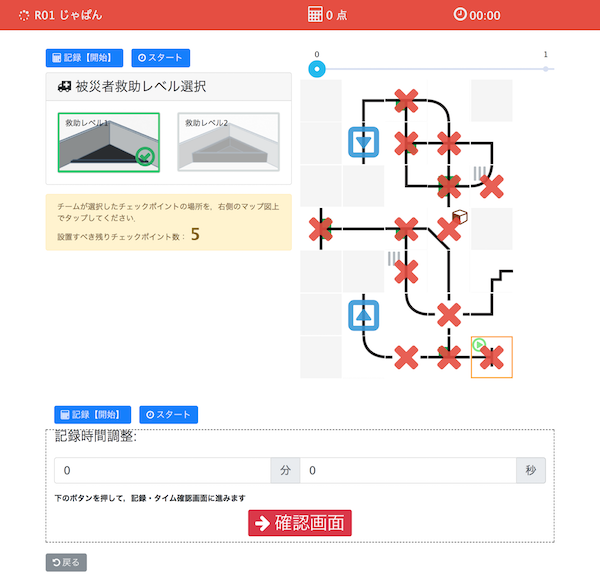 R01 じゃぱん
0 点
00:00
記録【開始】
スタート
0
1
被災者救助レベル選択
救助レベル1
救助レベル2
チームが選択したチェックポイントの場所を、右側のマップ図上
でタップしてください.
設置すべき残りチェックポイント数： 5
記録【開始】
スタート
記録時間調整:
0
分
0
秒
下のボタンを押して，記録・タイム確認画面に進みます
確認画面
戻る